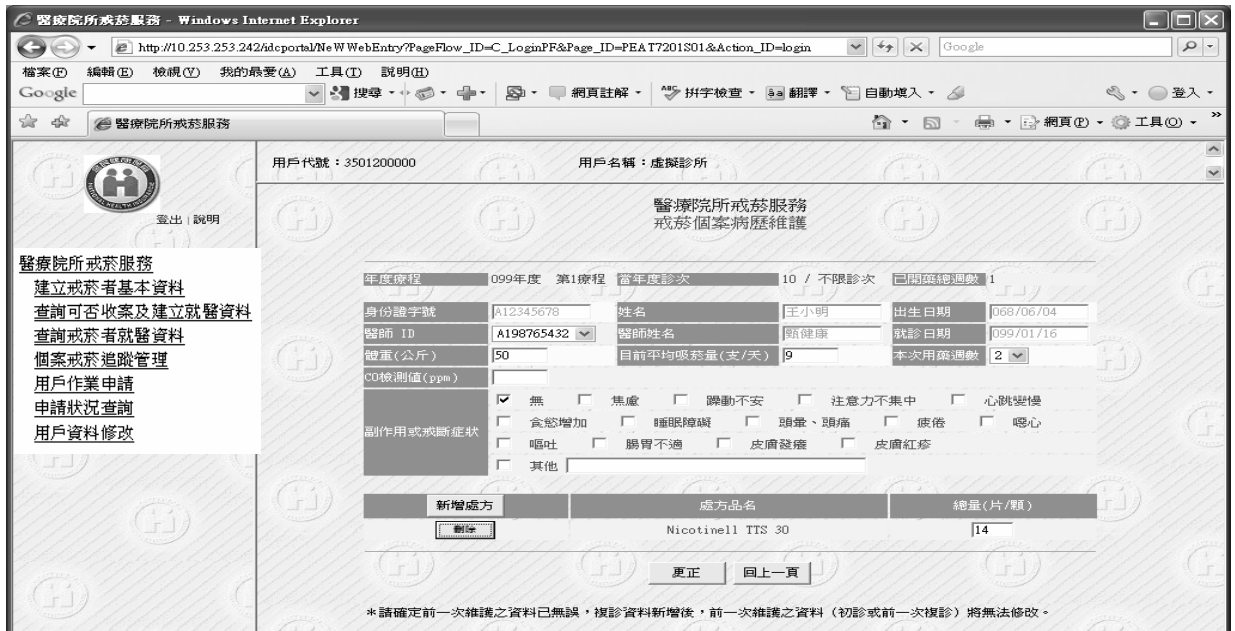 醫療院所戒菸服務 - Windows Internet Explorer
http://10.253.253.242/idcportal/NeWWebEntry?PageFlow_ID=C_LoginPF&Page_ID=PEAT7201S01&Action_ID=login Google
檔案(F) 編輯(E) 檢視(V) 我的最愛(A) 工具(T) 說明(H)
Google 搜尋 網頁註解 拼字檢查 翻譯 自動填入 登入
醫療院所戒菸服務 網頁(P) 工具(O)
用戶代號：3501200000 用戶名稱：虛擬診所
登出 | 說明
醫療院所戒菸服務
建立戒菸者基本資料
查詢可否收案及建立就醫資料
查詢戒菸者就醫資料
個案戒菸追蹤管理
用戶作業申請
申請狀況查詢
用戶資料修改
醫療院所戒菸服務
戒菸個案病歷維護
年度療程 099年度 第1療程 當年度診次 10 / 不限診次 已開藥總週數 1
身份證字號 A12345678 姓名 王小明 出生日期 068/06/04
醫師 ID A198765432 醫師姓名 甄健康 就診日期 099/01/16
體重(公斤) 50 目前平均吸菸量(支/天) 9 本次用藥週數 2
CO檢測值(ppm)
副作用或戒斷症狀
無 焦慮 躁動不安 注意力不集中 心跳變慢
食慾增加 睡眠障礙 頭暈、頭痛 疲倦 噁心
嘔吐 腸胃不適 皮膚發癢 皮膚紅疹
其他
新增處方 處方品名 總量(片/顆)
刪除 Nicotinell TTS 30 14
更正 回上一頁
*請確定前一次維護之資料已無誤，複診資料新增後，前一次維護之資料（初診或前一次複診）將無法修改。